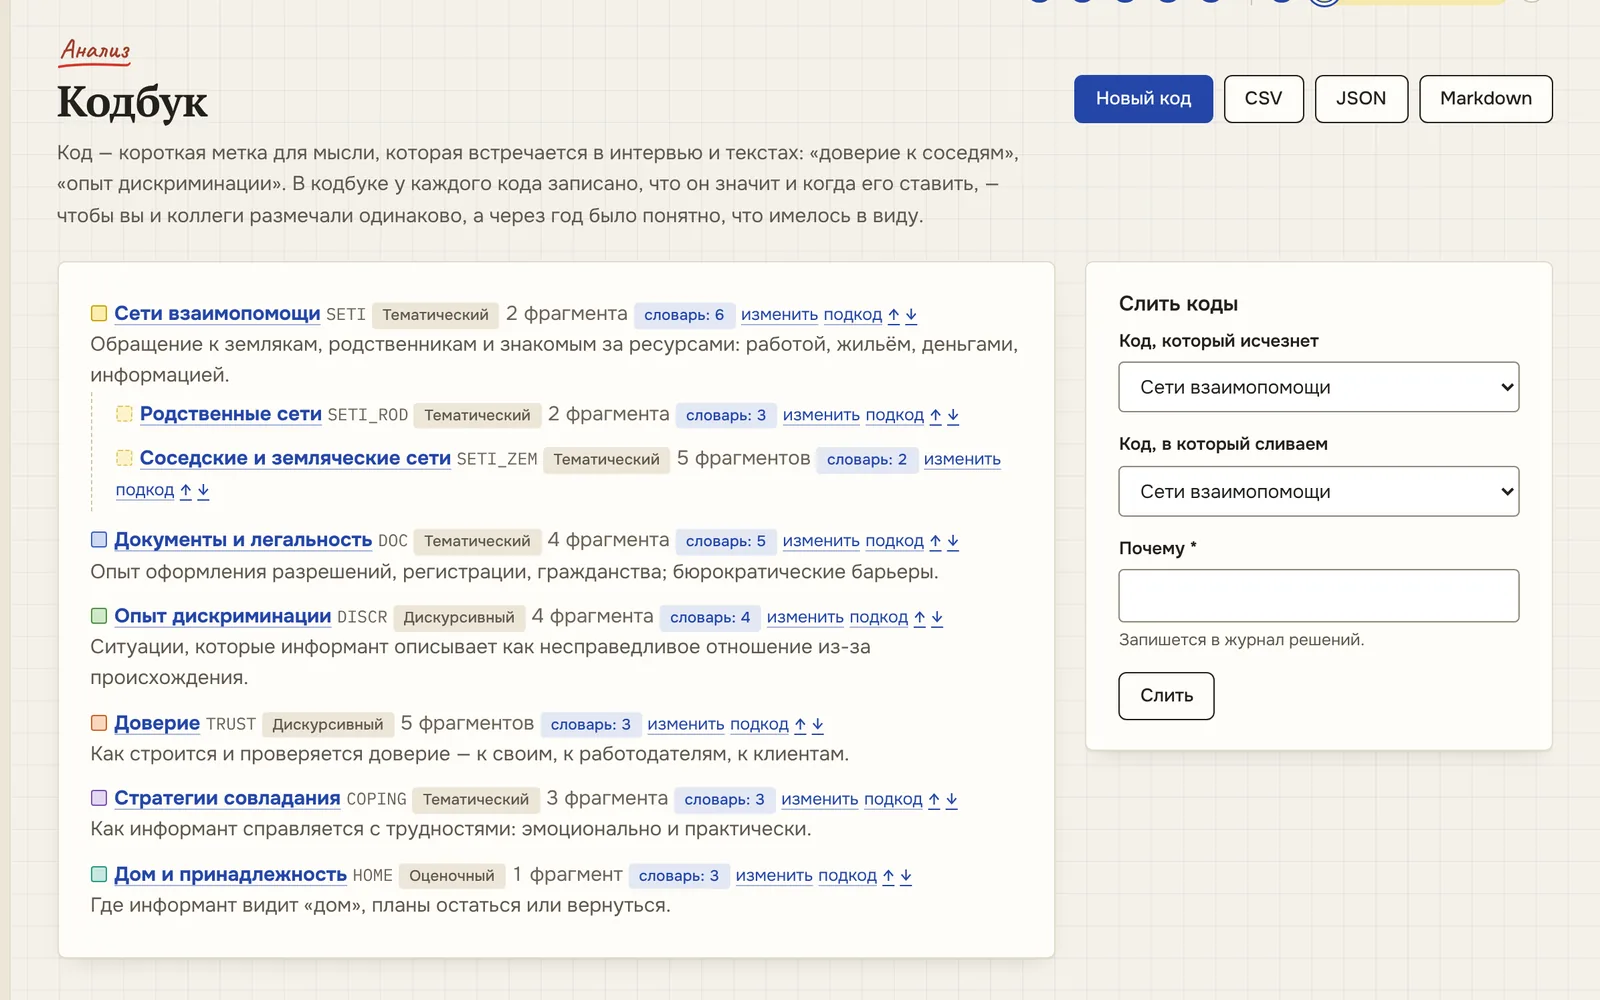 Анализ
Кодбук
Новый код
CSV
JSON
Markdown
Код — короткая метка для мысли, которая встречается в интервью и текстах: «доверие к соседям»,
«опыт дискриминации». В кодбуке у каждого кода записано, что он значит и когда его ставить, —
чтобы вы и коллеги размечали одинаково, а через год было понятно, что имелось в виду.
Сети взаимопомощи SETI Тематический 2 фрагмента словарь: 6 изменить подкод ↑ ↓
Обращение к землякам, родственникам и знакомым за ресурсами: работой, жильём, деньгами,
информацией.
Родственные сети SETI_ROD Тематический 2 фрагмента словарь: 3 изменить подкод ↑ ↓
Соседские и земляческие сети SETI_ZEM Тематический 5 фрагментов словарь: 2 изменить
подкод ↑ ↓
Документы и легальность DOC Тематический 4 фрагмента словарь: 5 изменить подкод ↑ ↓
Опыт оформления разрешений, регистрации, гражданства; бюрократические барьеры.
Опыт дискриминации DISCR Дискурсивный 4 фрагмента словарь: 4 изменить подкод ↑ ↓
Ситуации, которые информант описывает как несправедливое отношение из-за
происхождения.
Доверие TRUST Дискурсивный 5 фрагментов словарь: 3 изменить подкод ↑ ↓
Как строится и проверяется доверие — к своим, к работодателям, к клиентам.
Стратегии совладания COPING Тематический 3 фрагмента словарь: 3 изменить подкод ↑ ↓
Как информант справляется с трудностями: эмоционально и практически.
Дом и принадлежность HOME Оценочный 1 фрагмент словарь: 3 изменить подкод ↑ ↓
Где информант видит «дом», планы остаться или вернуться.
Слить коды
Код, который исчезнет
Сети взаимопомощи
Код, в который сливаем
Сети взаимопомощи
Почему *
Запишется в журнал решений.
Слить